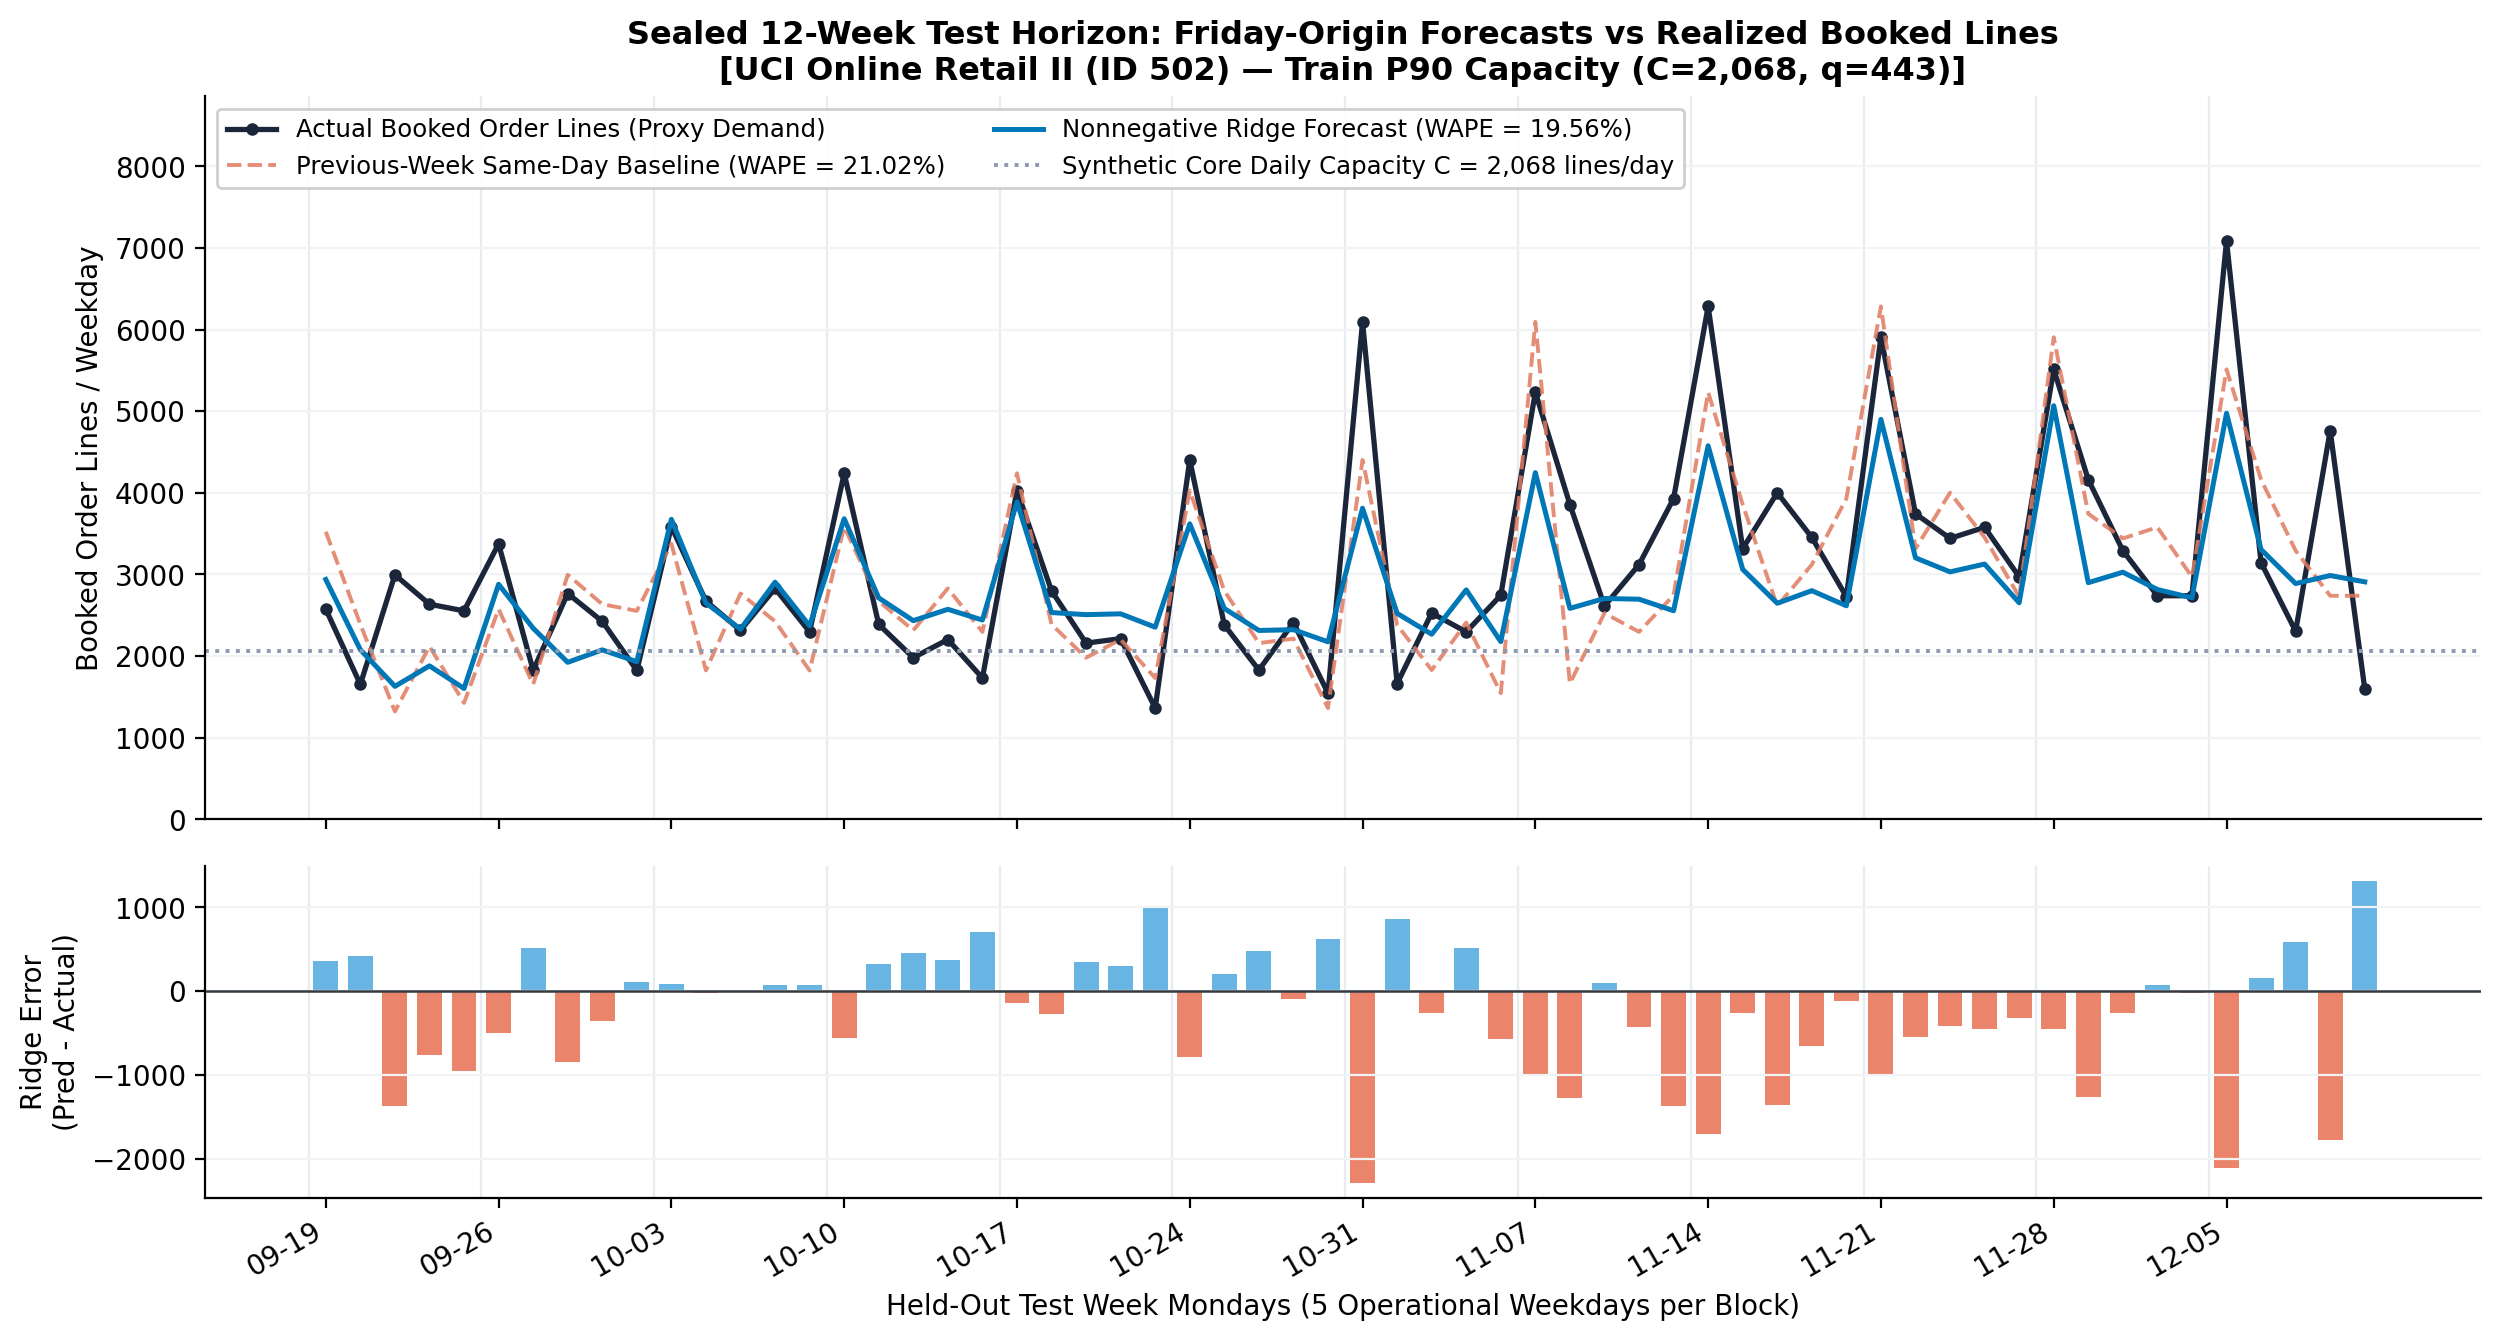 Sealed 12-Week Test Horizon: Friday-Origin Forecasts vs Realized Booked Lines
[UCI Online Retail II (ID 502) — Train P90 Capacity (C=2,068, q=443)]
Actual Booked Order Lines (Proxy Demand)
Previous-Week Same-Day Baseline (WAPE = 21.02%)
Nonnegative Ridge Forecast (WAPE = 19.56%)
Synthetic Core Daily Capacity C = 2,068 lines/day
Booked Order Lines / Weekday
8000
7000
6000
5000
4000
3000
2000
1000
0
Ridge Error
(Pred - Actual)
1000
0
−1000
−2000
09-19
09-26
10-03
10-10
10-17
10-24
10-31
11-07
11-14
11-21
11-28
12-05
Held-Out Test Week Mondays (5 Operational Weekdays per Block)